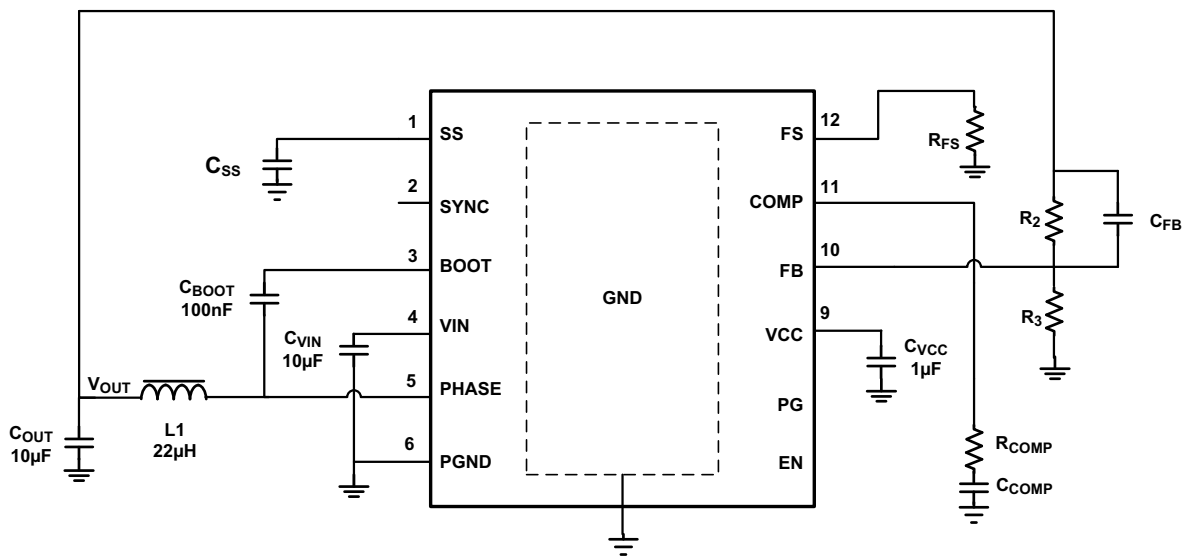 1
SS
CSS
2
SYNC
3
BOOT
CBOOT
100nF
4
VIN
CVIN
10µF
5
PHASE
VOUT
L1
22µH
COUT
10µF
6
PGND
GND
12
FS
RFS
11
COMP
R2
CFB
10
FB
R3
9
VCC
CVCC
1µF
PG
EN
RCOMP
CCOMP